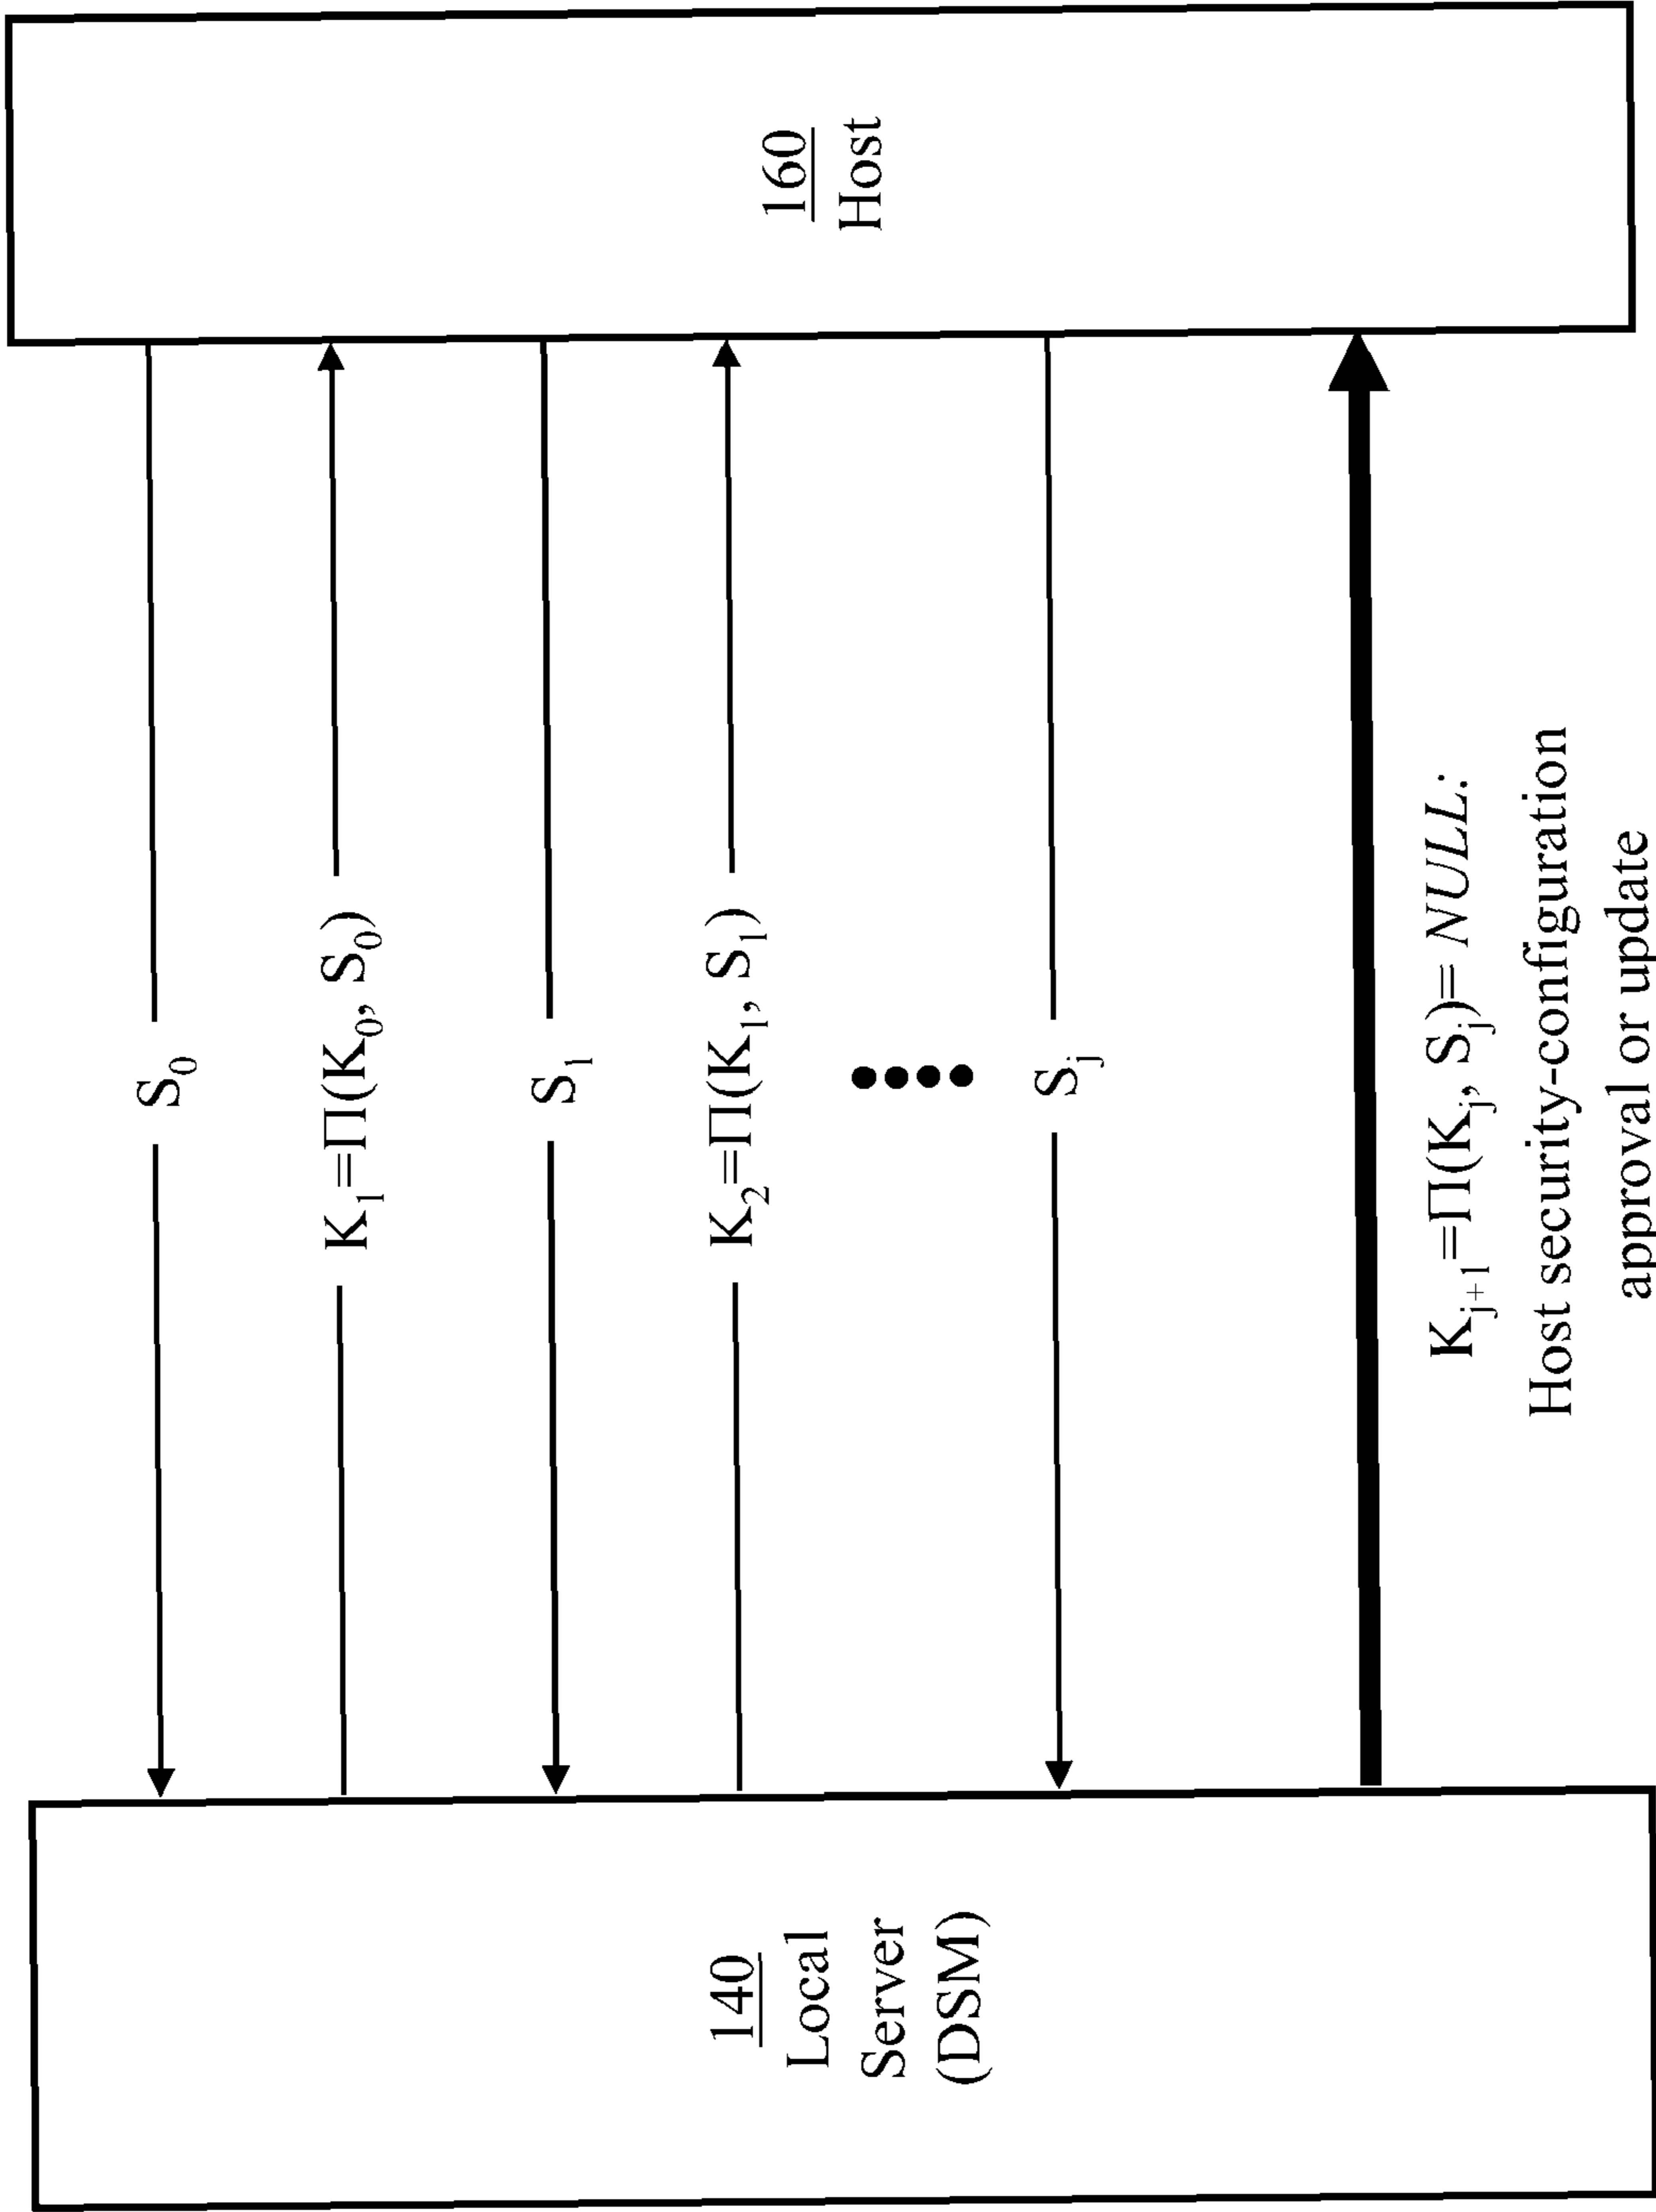 140
Local
Server
(DSM)
S₀
K₁=Π(K₀, S₀)
S₁
K₂=Π(K₁, S₁)
Sⱼ
Kⱼ₊₁=Π(Kⱼ, Sⱼ)= NULL:
Host security-configuration
approval or update
160
Host